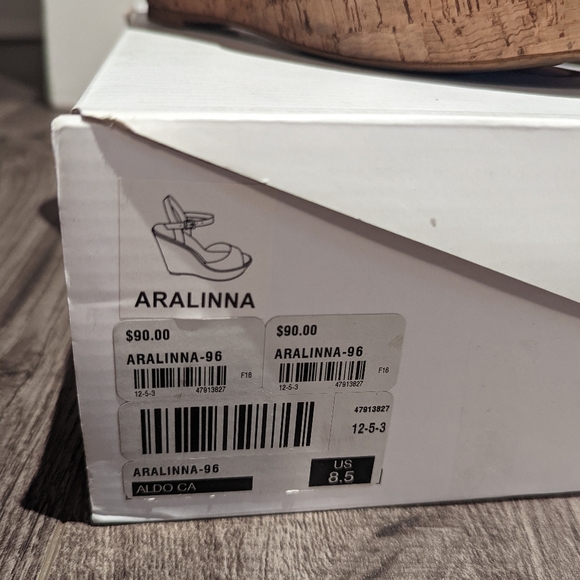 ARALINNA
$90.00
ARALINNA-96
F16
12-5-3 47913827
$90.00
ARALINNA-96
F16
12-5-3 47913827
47913827
12-5-3
ARALINNA-96
ALDO CA
US
8.5